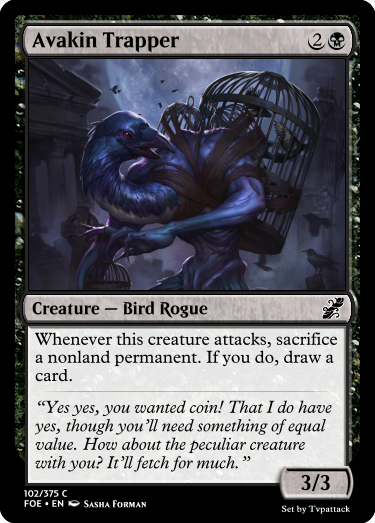 Avakin Trapper 2
Creature — Bird Rogue
Whenever this creature attacks, sacrifice
a nonland permanent. If you do, draw a
card.
“Yes yes, you wanted coin! That I do have
yes, though you’ll need something of equal
value. How about the peculiar creature
with you? It’ll fetch for much.”
3/3
102/375 C
FOE • EN Sasha Forman
Set by Tvpattack